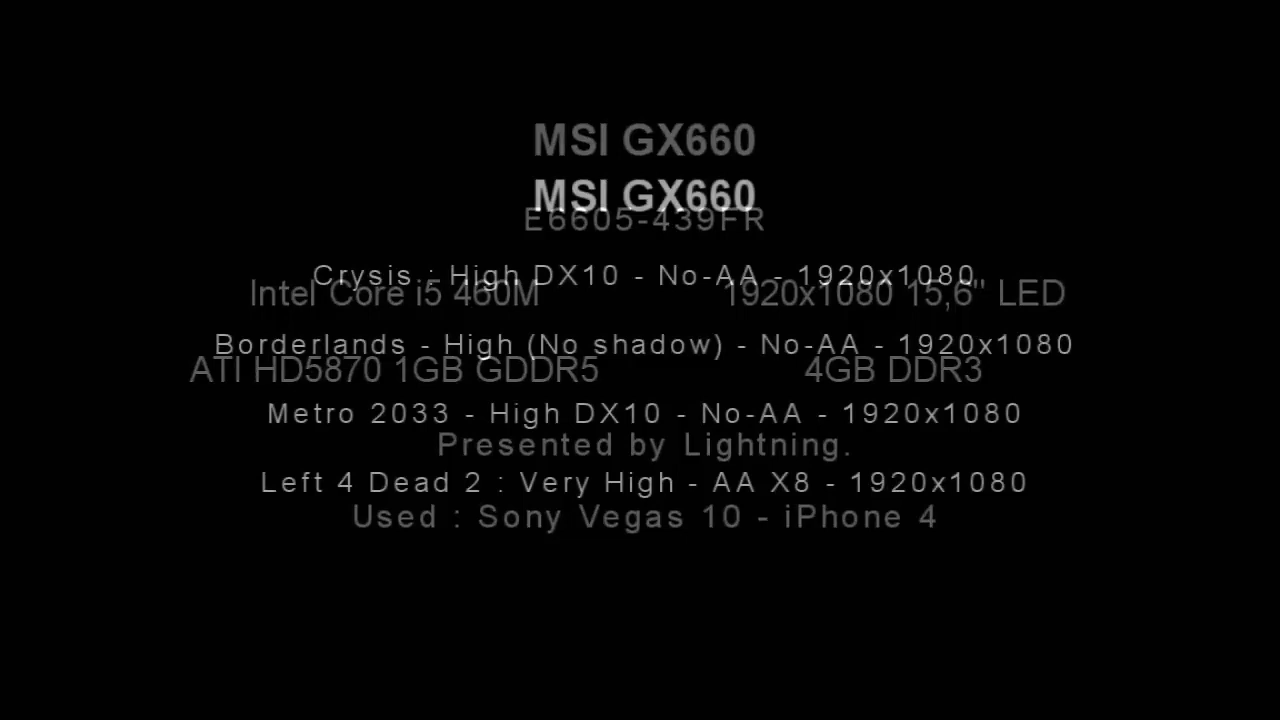 MSI GX660
MSI GX660
E6605-439FR
Crysis : High DX10 - No-AA - 1920x1080
Intel Core i5 460M 1920x1080 15,6" LED
Borderlands - High (No shadow) - No-AA - 1920x1080
ATI HD5870 1GB GDDR5 4GB DDR3
Metro 2033 - High DX10 - No-AA - 1920x1080
Presented by Lightning.
Left 4 Dead 2 : Very High - AA X8 - 1920x1080
Used : Sony Vegas 10 - iPhone 4